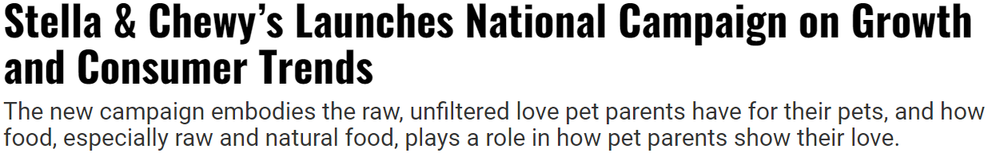 Stella & Chewy’s Launches National Campaign on Growth
and Consumer Trends
The new campaign embodies the raw, unfiltered love pet parents have for their pets, and how
food, especially raw and natural food, plays a role in how pet parents show their love.